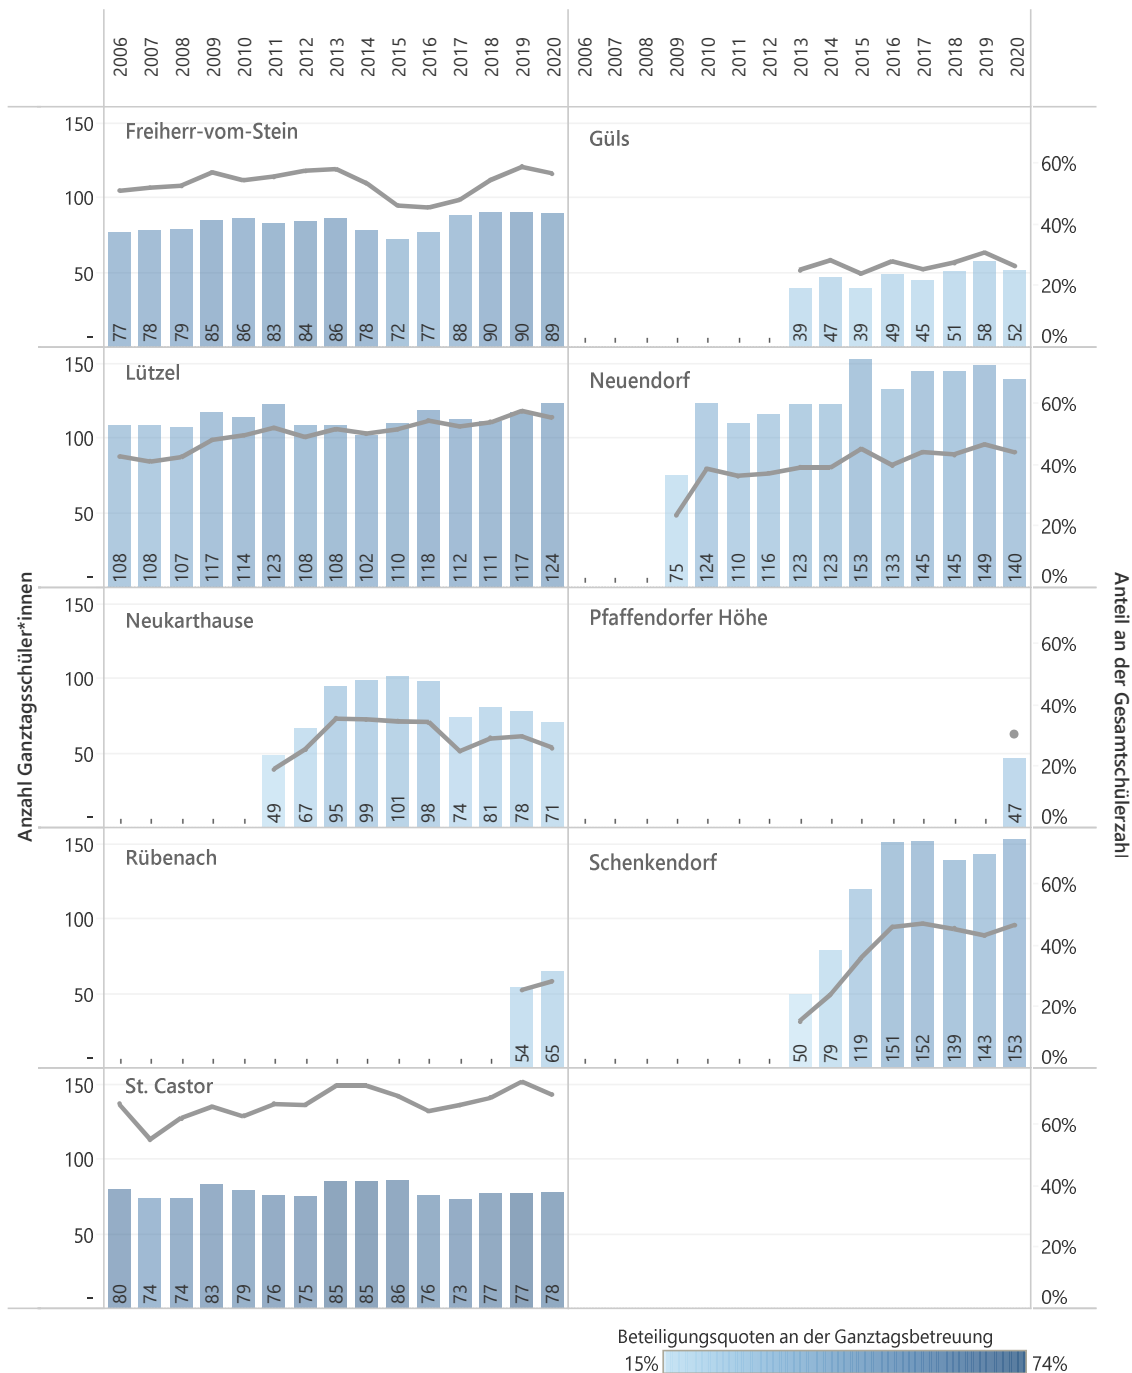 2006 2007 2008 2009 2010 2011 2012 2013 2014 2015 2016 2017 2018 2019 2020 2006 2007 2008 2009 2010 2011 2012 2013 2014 2015 2016 2017 2018 2019 2020
Anzahl Ganztagsschüler*innen
Anteil an der Gesamtschülerzahl
Freiherr-vom-Stein
150
100
50
-
77 78 79 85 86 83 84 86 78 72 77 88 90 90 89
Güls
60%
40%
20%
0%
39 47 39 49 45 51 58 52
Lützel
150
100
50
-
108 108 107 117 114 123 108 108 102 110 118 112 111 117 124
Neuendorf
60%
40%
20%
0%
75 124 110 116 123 123 153 133 145 145 149 140
Neukarthause
150
100
50
-
49 67 95 99 101 98 74 81 78 71
Pfaffendorfer Höhe
60%
40%
20%
0%
47
Rübenach
150
100
50
-
54 65
Schenkendorf
60%
40%
20%
0%
50 79 119 151 152 139 143 153
St. Castor
150
100
50
-
80 74 74 83 79 76 75 85 85 86 76 73 77 77 78
60%
40%
20%
0%
Beteiligungsquoten an der Ganztagsbetreuung
15% 74%